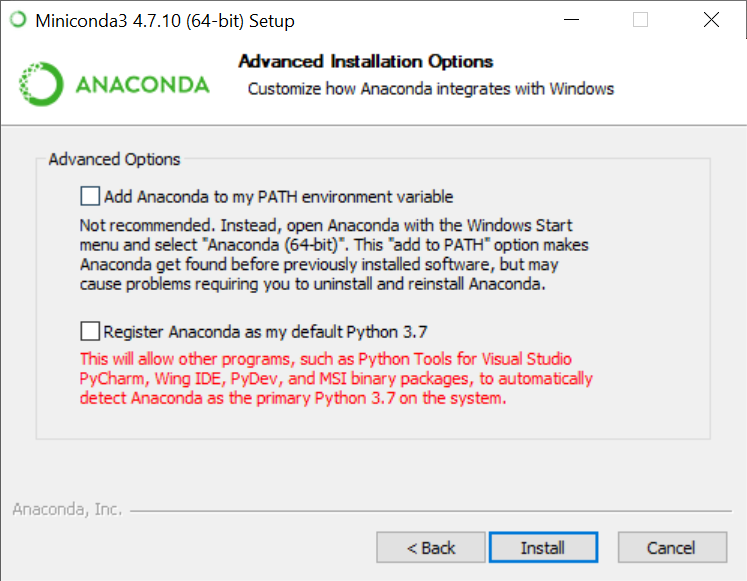 Miniconda3 4.7.10 (64-bit) Setup
ANACONDA
Advanced Installation Options
Customize how Anaconda integrates with Windows
Advanced Options
Add Anaconda to my PATH environment variable
Not recommended. Instead, open Anaconda with the Windows Start
menu and select "Anaconda (64-bit)". This "add to PATH" option makes
Anaconda get found before previously installed software, but may
cause problems requiring you to uninstall and reinstall Anaconda.
Register Anaconda as my default Python 3.7
This will allow other programs, such as Python Tools for Visual Studio
PyCharm, Wing IDE, PyDev, and MSI binary packages, to automatically
detect Anaconda as the primary Python 3.7 on the system.
Anaconda, Inc.
< Back
Install
Cancel